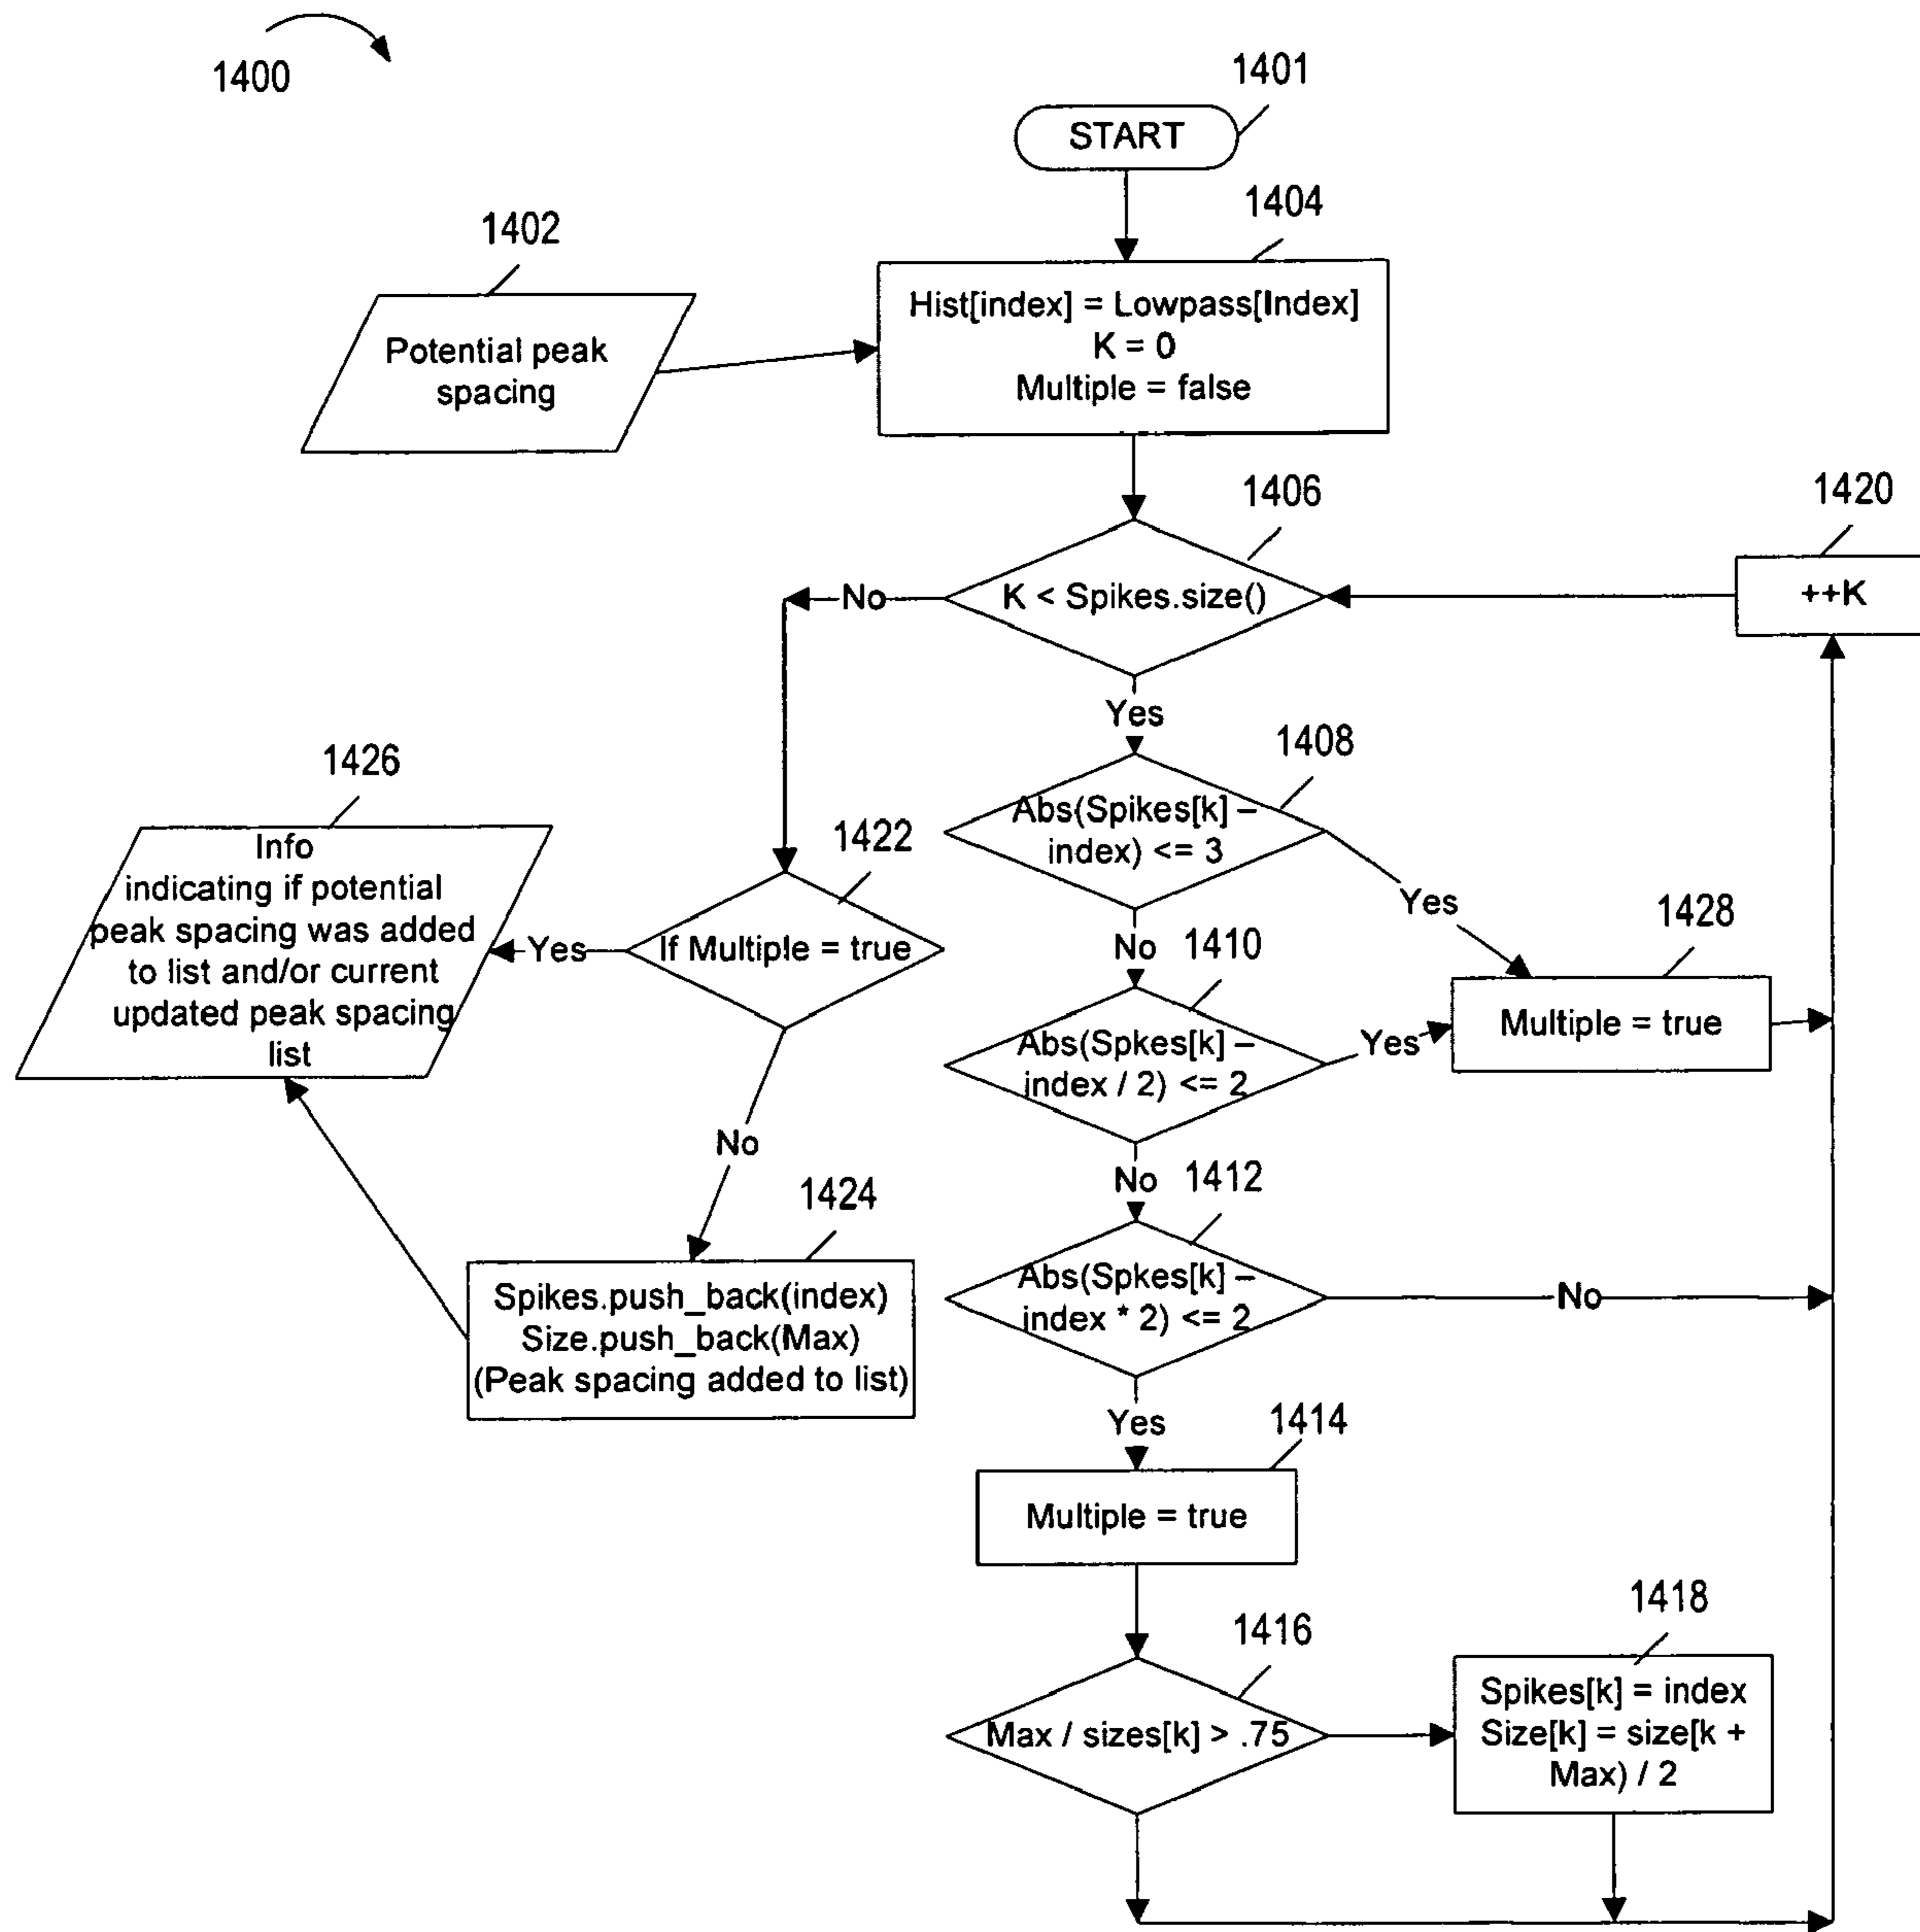 1400
1401
START
1402
1404
Potential peak
spacing
Hist[index] = Lowpass[Index]
K = 0
Multiple = false
1406
1420
K < Spikes.size()
++K
No
Yes
1408
Abs(Spikes[k] –
index) <= 3
1426
Info
indicating if potential
peak spacing was added
to list and/or current
updated peak spacing
list
1422
If Multiple = true
Yes
Yes
No
1410
1428
Multiple = true
Abs(Spkes[k] –
index / 2) <= 2
Yes
No
No
1412
1424
Spikes.push_back(index)
Size.push_back(Max)
(Peak spacing added to list)
Abs(Spkes[k] –
index * 2) <= 2
No
Yes
1414
Multiple = true
1416
1418
Max / sizes[k] > .75
Spikes[k] = index
Size[k] = size[k +
Max) / 2